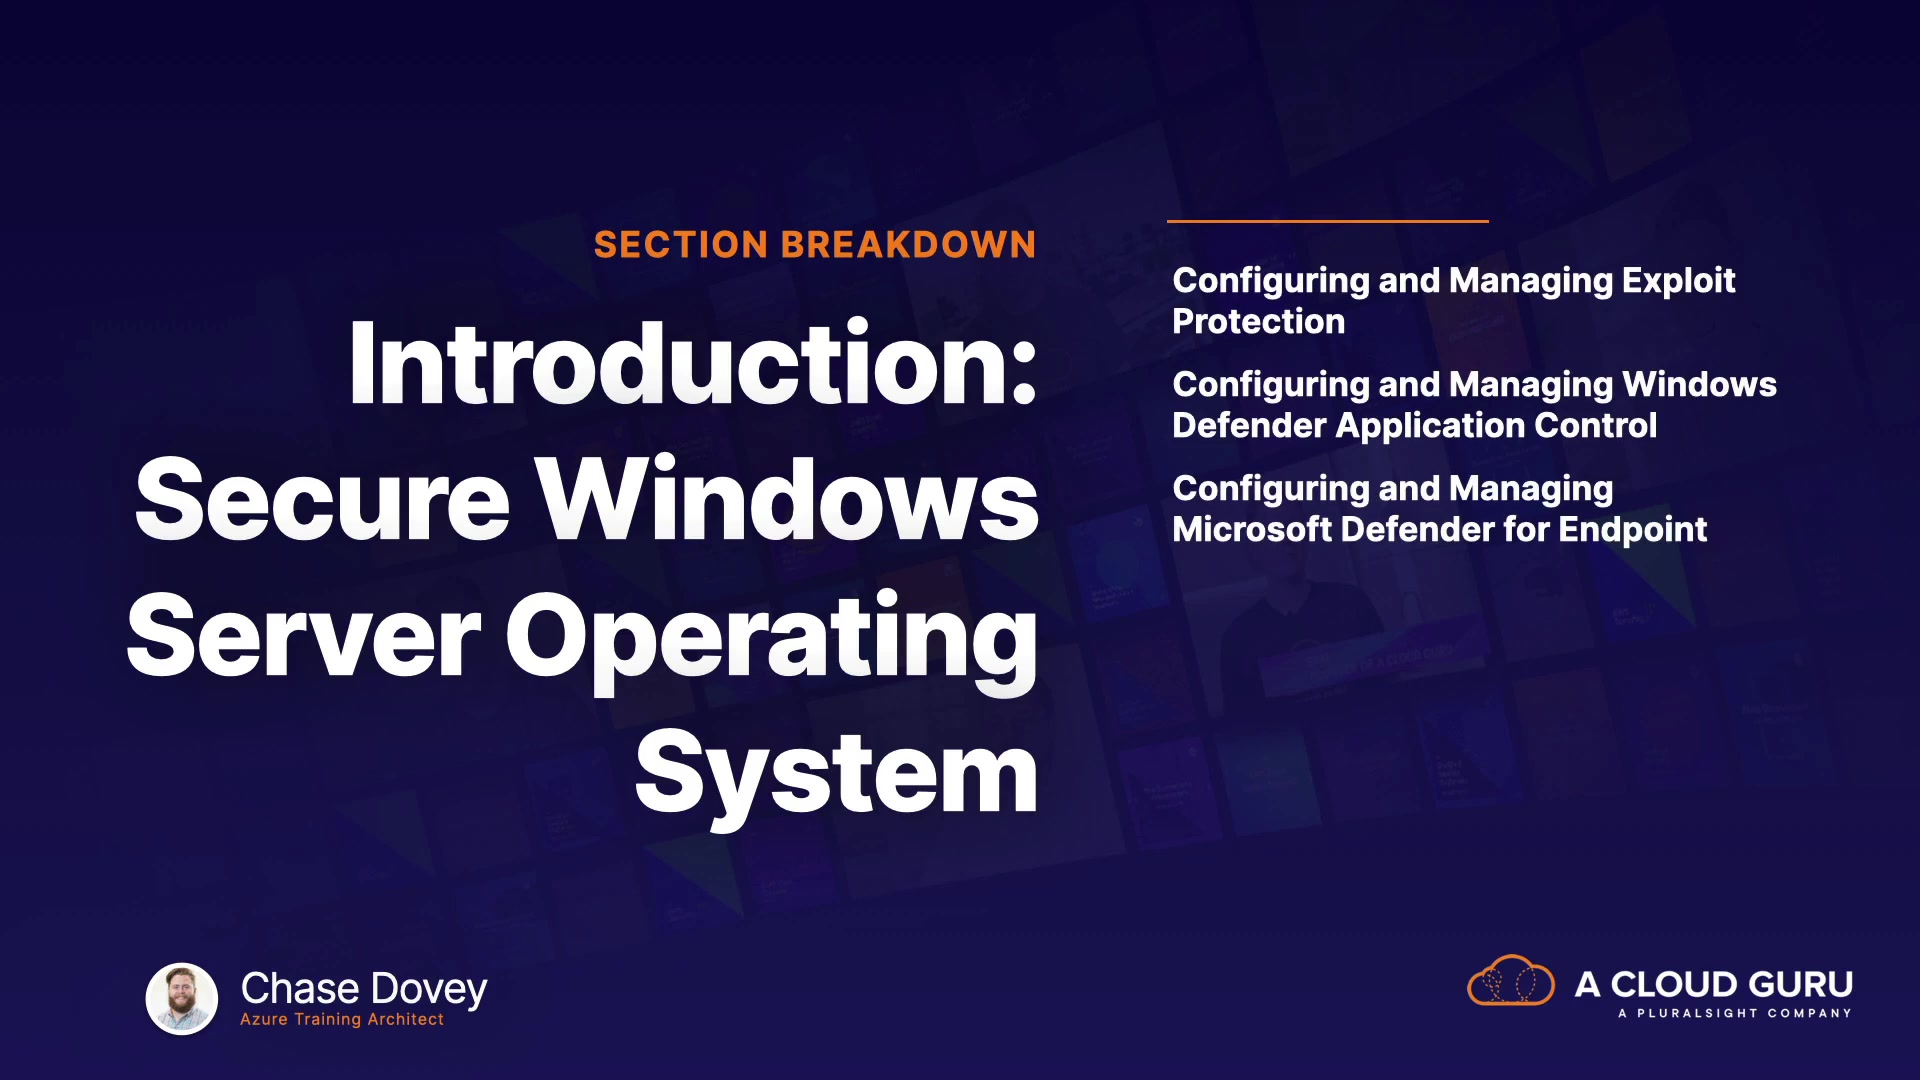 SECTION BREAKDOWN
Introduction:
Secure Windows
Server Operating
System
Configuring and Managing Exploit
Protection
Configuring and Managing Windows
Defender Application Control
Configuring and Managing
Microsoft Defender for Endpoint
Chase Dovey
Azure Training Architect
A CLOUD GURU
A PLURALSIGHT COMPANY